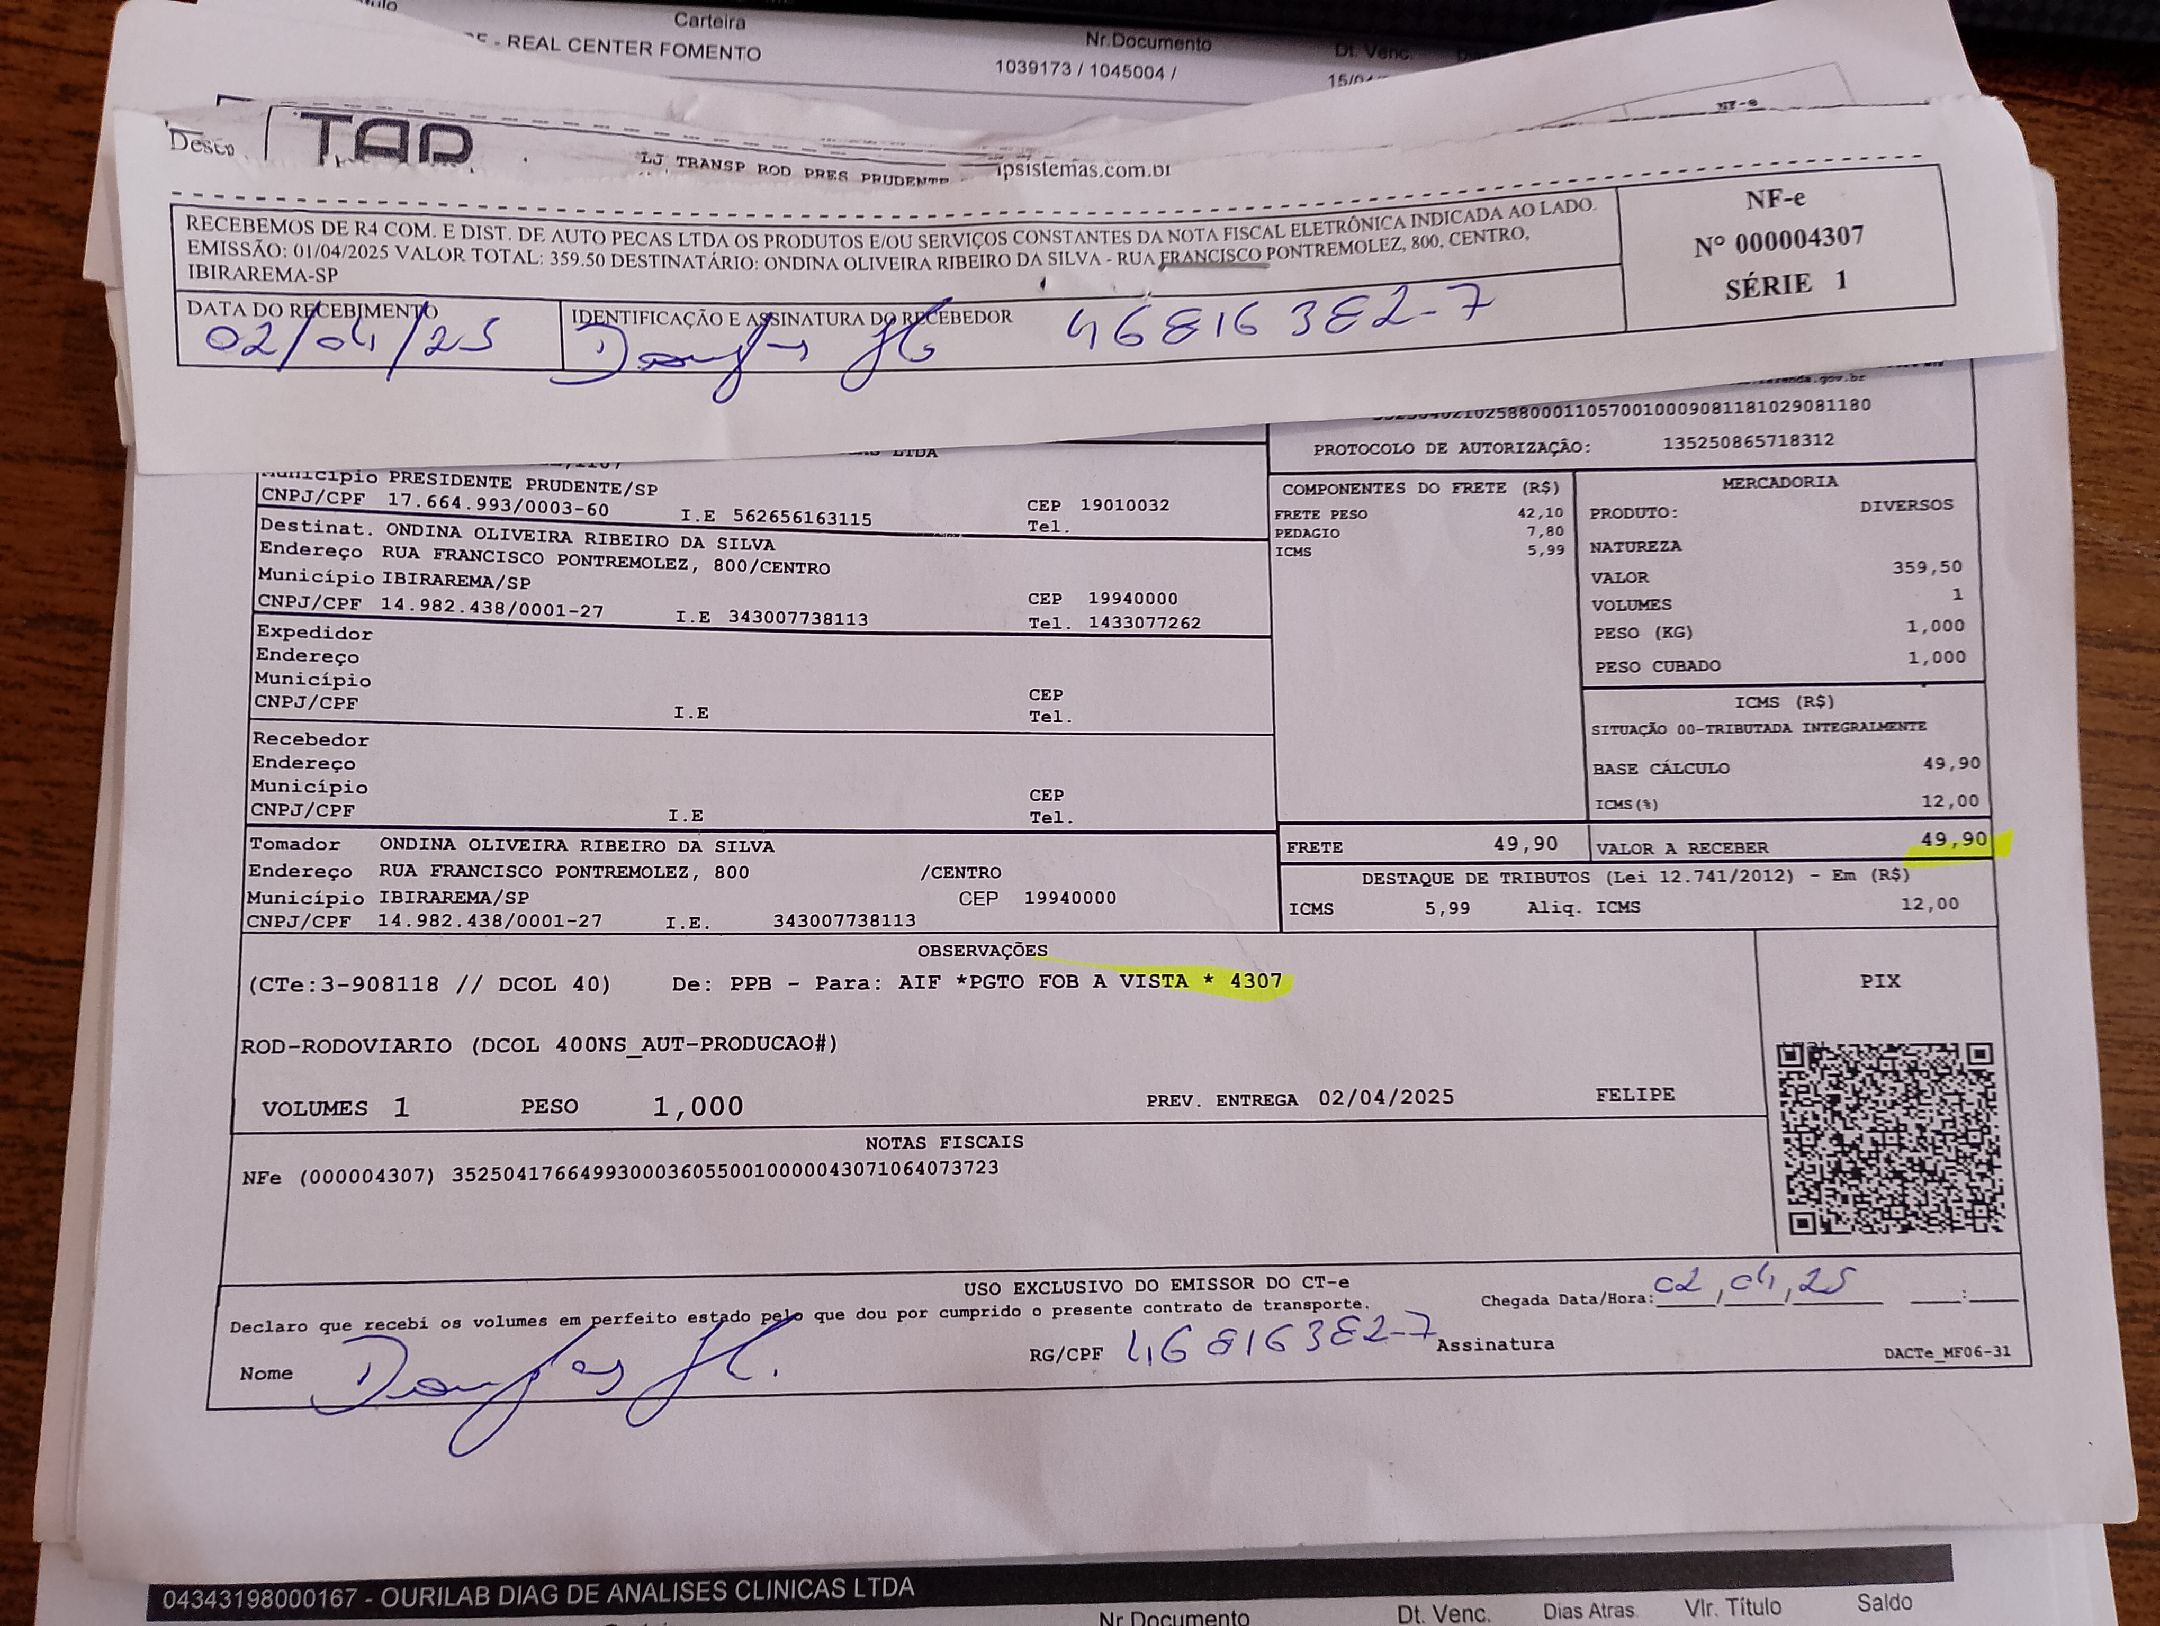 Carteira
Nr.Documento
Dt. Venc.
- REAL CENTER FOMENTO
1039173 / 1045004 /
NF-e
TAP
LJ TRANSP ROD PRES PRUDENTE
ipsistemas.com.br
RECEBEMOS DE R4 COM. E DIST. DE AUTO PECAS LTDA OS PRODUTOS E/OU SERVIÇOS CONSTANTES DA NOTA FISCAL ELETRÔNICA INDICADA AO LADO.
EMISSÃO: 01/04/2025 VALOR TOTAL: 359.50 DESTINATÁRIO: ONDINA OLIVEIRA RIBEIRO DA SILVA - RUA FRANCISCO PONTREMOLEZ, 800, CENTRO,
IBIRAREMA-SP
NF-e
Nº 000004307
SÉRIE 1
DATA DO RECEBIMENTO
02/04/25
IDENTIFICAÇÃO E ASSINATURA DO RECEBEDOR
46816382-7
PROTOCOLO DE AUTORIZAÇÃO: 135250865718312
LTDA
Município PRESIDENTE PRUDENTE/SP
CNPJ/CPF 17.664.993/0003-60 I.E 562656163115
CEP 19010032
Tel.
Destinat. ONDINA OLIVEIRA RIBEIRO DA SILVA
Endereço RUA FRANCISCO PONTREMOLEZ, 800/CENTRO
Município IBIRAREMA/SP
CNPJ/CPF 14.982.438/0001-27 I.E 343007738113
CEP 19940000
Tel. 1433077262
Expedidor
Endereço
Município
CNPJ/CPF I.E
CEP
Tel.
Recebedor
Endereço
Município
CNPJ/CPF I.E
CEP
Tel.
Tomador ONDINA OLIVEIRA RIBEIRO DA SILVA
Endereço RUA FRANCISCO PONTREMOLEZ, 800 /CENTRO
Município IBIRAREMA/SP CEP 19940000
CNPJ/CPF 14.982.438/0001-27 I.E. 343007738113
COMPONENTES DO FRETE (R$)
FRETE PESO 42,10
PEDAGIO 7,80
ICMS 5,99
MERCADORIA
PRODUTO: DIVERSOS
NATUREZA
VALOR 359,50
VOLUMES 1
PESO (KG) 1,000
PESO CUBADO 1,000
ICMS (R$)
SITUAÇÃO 00-TRIBUTADA INTEGRALMENTE
BASE CÁLCULO 49,90
ICMS(%) 12,00
FRETE 49,90
VALOR A RECEBER 49,90
DESTAQUE DE TRIBUTOS (Lei 12.741/2012) - Em (R$)
ICMS 5,99 Aliq. ICMS 12,00
OBSERVAÇÕES
(CTe:3-908118 // DCOL 40) De: PPB - Para: AIF *PGTO FOB A VISTA * 4307
PIX
ROD-RODOVIARIO (DCOL 400NS_AUT-PRODUCAO#)
VOLUMES 1 PESO 1,000 PREV. ENTREGA 02/04/2025 FELIPE
NOTAS FISCAIS
NFe (000004307) 35250417664993000360550010000043071064073723
USO EXCLUSIVO DO EMISSOR DO CT-e
Declaro que recebi os volumes em perfeito estado pelo que dou por cumprido o presente contrato de transporte.
Chegada Data/Hora: 02,04,25 :
Nome
RG/CPF 46816382-7 Assinatura
DACTe_MF06-31
04343198000167 - OURILAB DIAG DE ANALISES CLINICAS LTDA
Nr.Documento Dt. Venc. Dias Atras. Vlr. Título Saldo